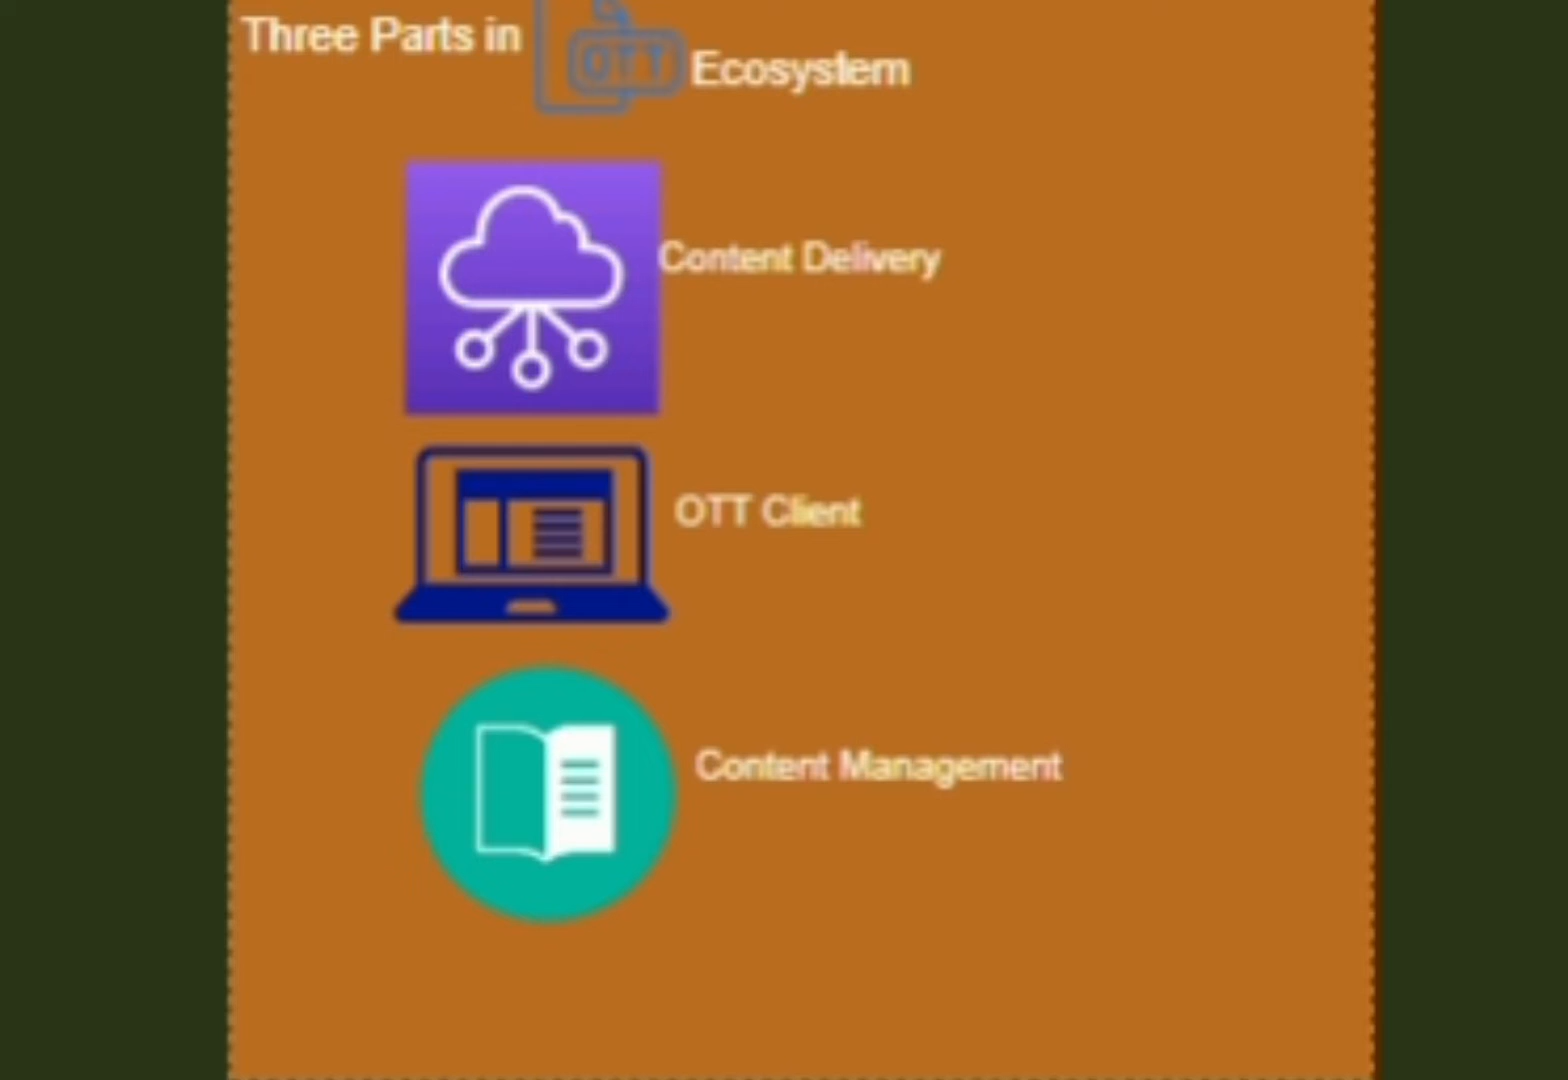 Three Parts in OTT Ecosystem
Content Delivery
OTT Client
Content Management